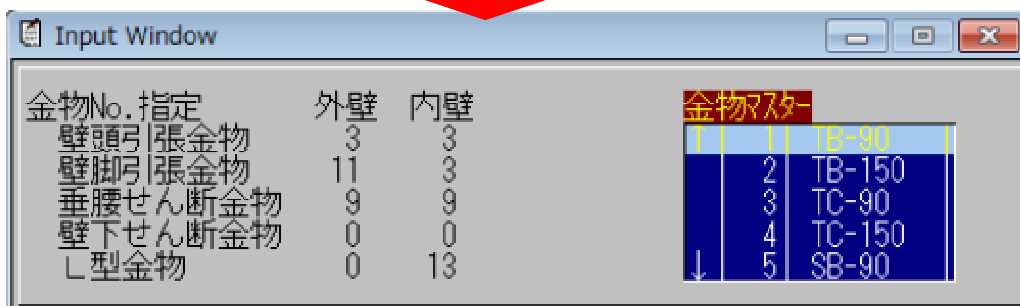 Input Window
金物No.指定 外壁 内壁
壁頭引張金物 3 3
壁脚引張金物 11 3
垂腰せん断金物 9 9
壁下せん断金物 0 0
L型金物 0 13
金物マスター
↑ 1 TB-90
2 TB-150
3 TC-90
4 TC-150
↓ 5 SB-90